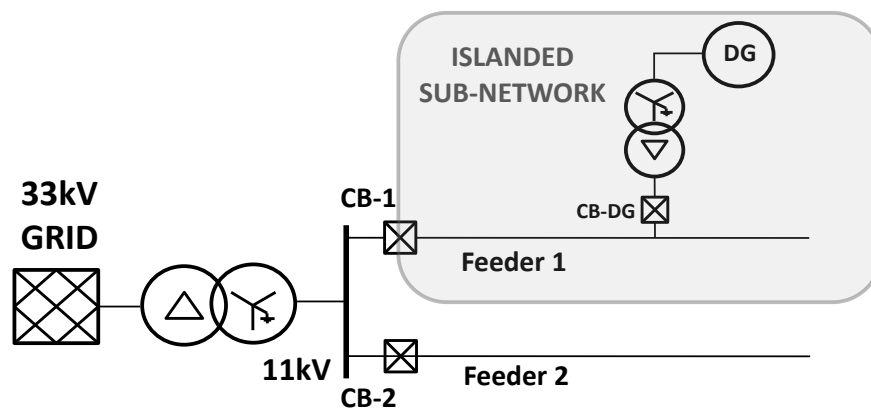 DG
ISLANDED
SUB-NETWORK
33kV
GRID
CB-1
CB-DG
Feeder 1
11kV
CB-2
Feeder 2